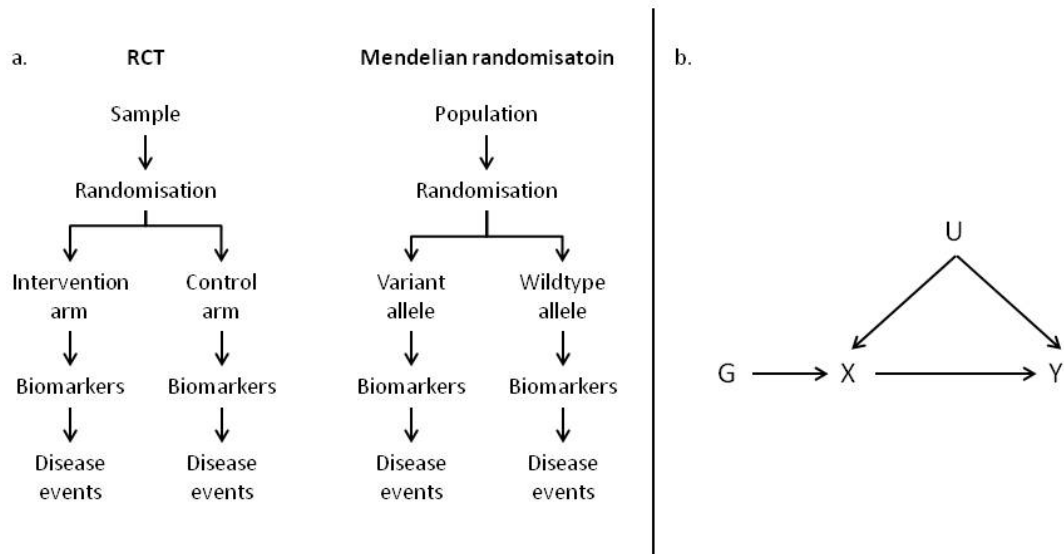 a.
RCT
Mendelian randomisatoin
b.
Sample
Population
Randomisation
Randomisation
Intervention
arm
Control
arm
Variant
allele
Wildtype
allele
Biomarkers
Biomarkers
Biomarkers
Biomarkers
Disease
events
Disease
events
Disease
events
Disease
events
U
G
X
Y